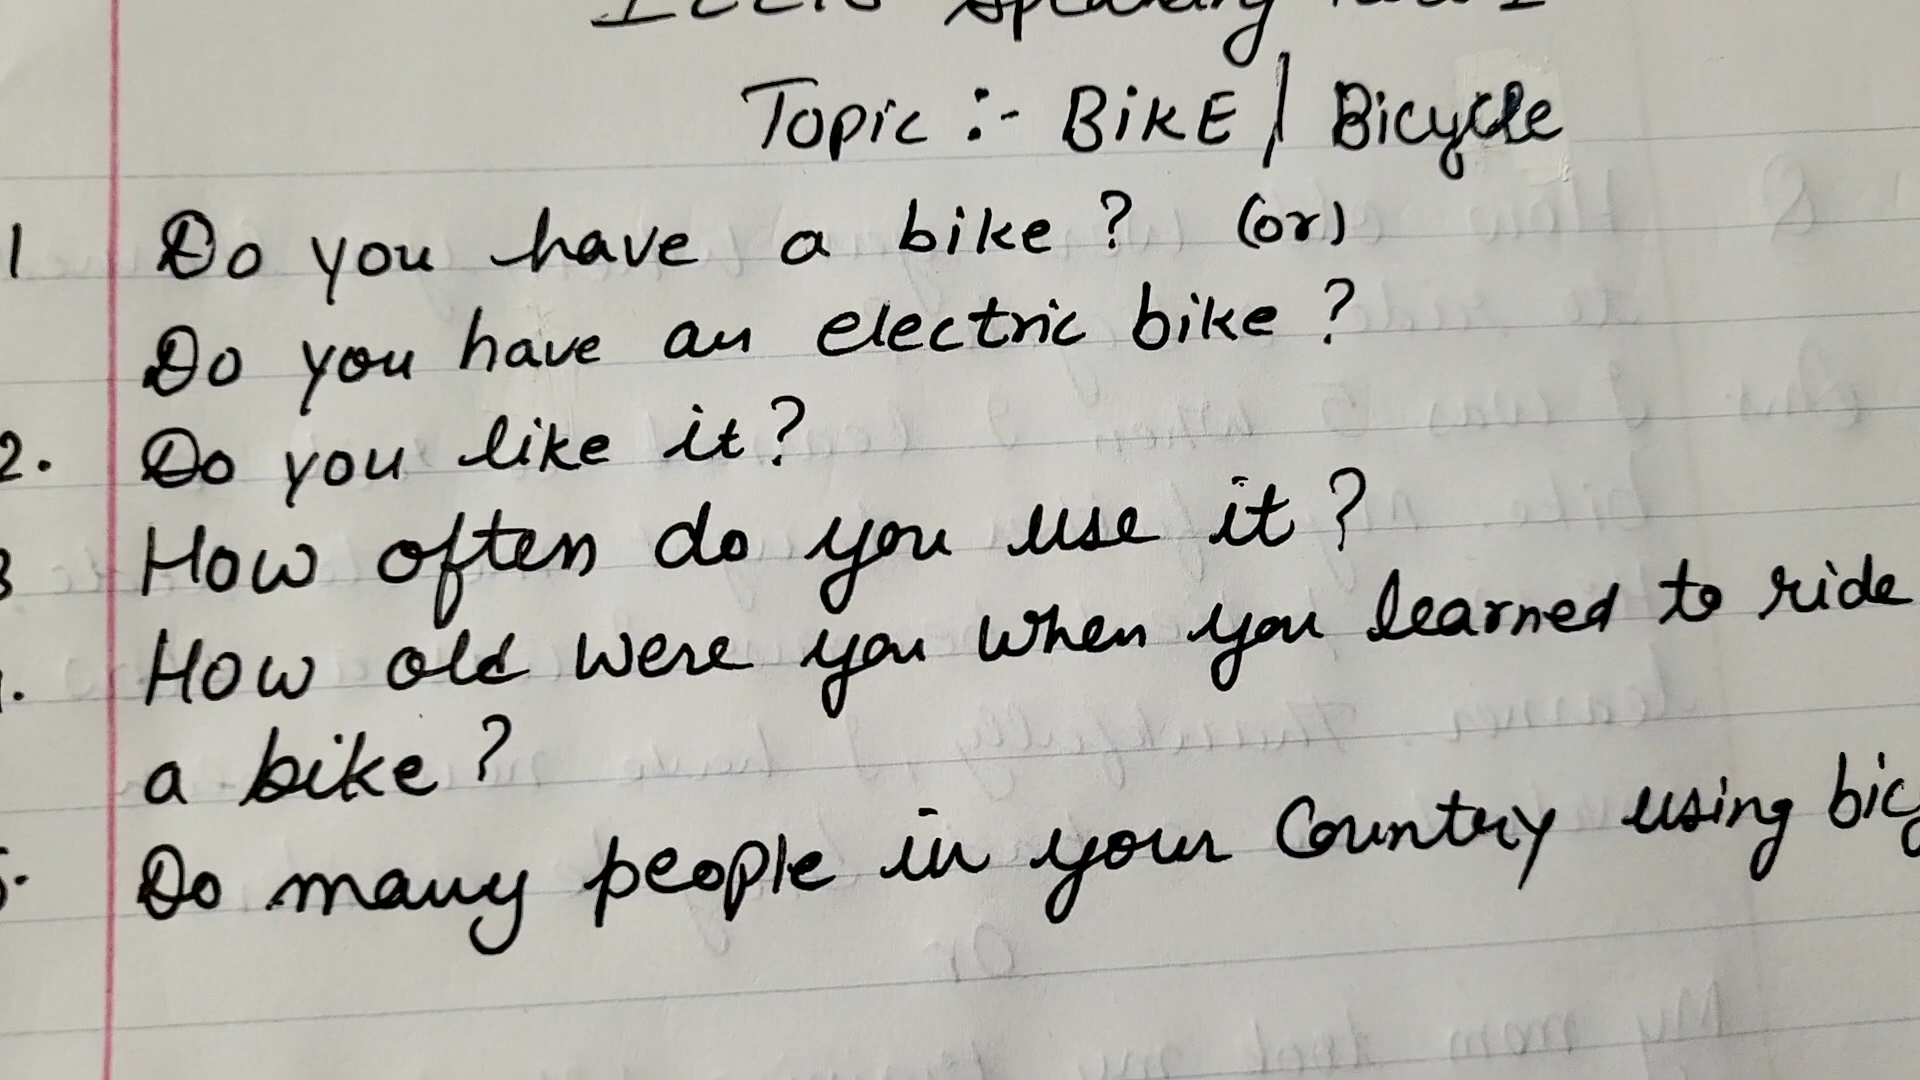 Speaking
Topic :- BiKE | Bicycle
1 Do you have a bike ? (or)
Do you have an electric bike ?
2. Do you like it ?
3 How often do you use it ?
How old were you when you learned to ride
a bike ?
Do many people in your Country using